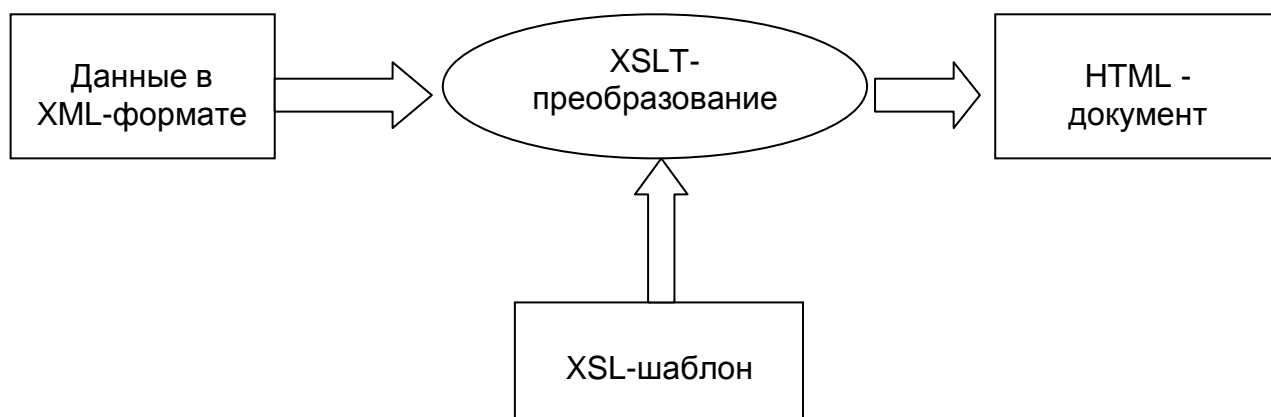 Данные в
XML-формате
XSLT-
преобразование
HTML -
документ
XSL-шаблон